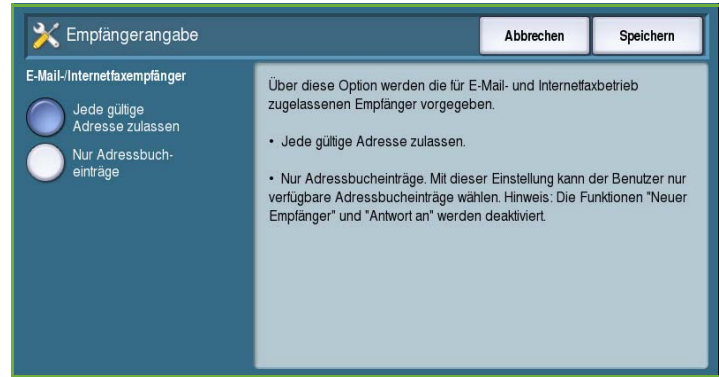 Empfängerangabe
Abbrechen
Speichern
E-Mail-/Internetfaxempfänger
Jede gültige
Adresse zulassen
Nur Adressbuch-
einträge
Über diese Option werden die für E-Mail- und Internetfaxbetrieb
zugelassenen Empfänger vorgegeben.
• Jede gültige Adresse zulassen.
• Nur Adressbucheinträge. Mit dieser Einstellung kann der Benutzer nur
verfügbare Adressbucheinträge wählen. Hinweis: Die Funktionen "Neuer
Empfänger" und "Antwort an" werden deaktiviert.